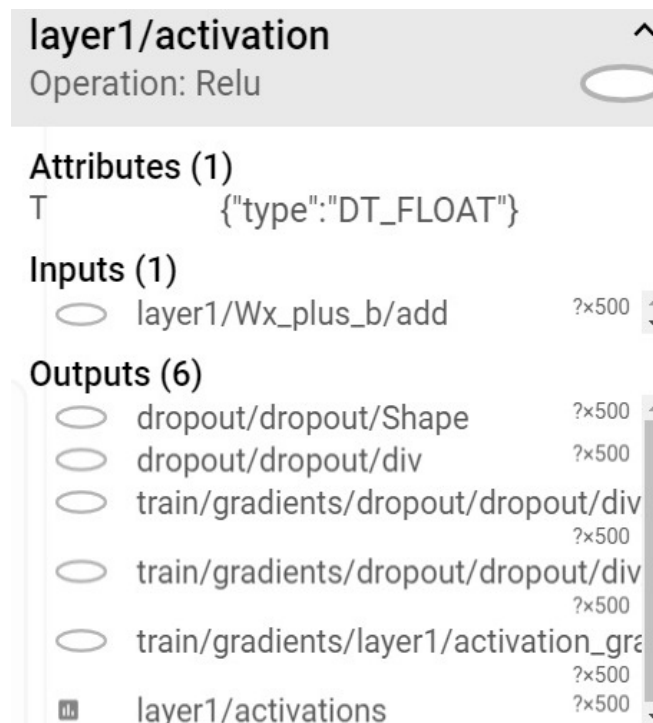 layer1/activation
Operation: Relu
Attributes (1)
T {"type":"DT_FLOAT"}
Inputs (1)
layer1/Wx_plus_b/add ?×500
Outputs (6)
dropout/dropout/Shape ?×500
dropout/dropout/div ?×500
train/gradients/dropout/dropout/div
?×500
train/gradients/dropout/dropout/div
?×500
train/gradients/layer1/activation_gra
?×500
layer1/activations ?×500